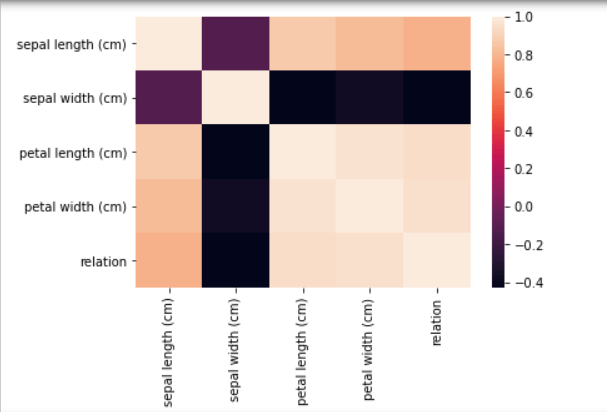 sepal length (cm)
sepal width (cm)
petal length (cm)
petal width (cm)
relation
sepal length (cm)
sepal width (cm)
petal length (cm)
petal width (cm)
relation
1.0
0.8
0.6
0.4
0.2
0.0
−0.2
−0.4